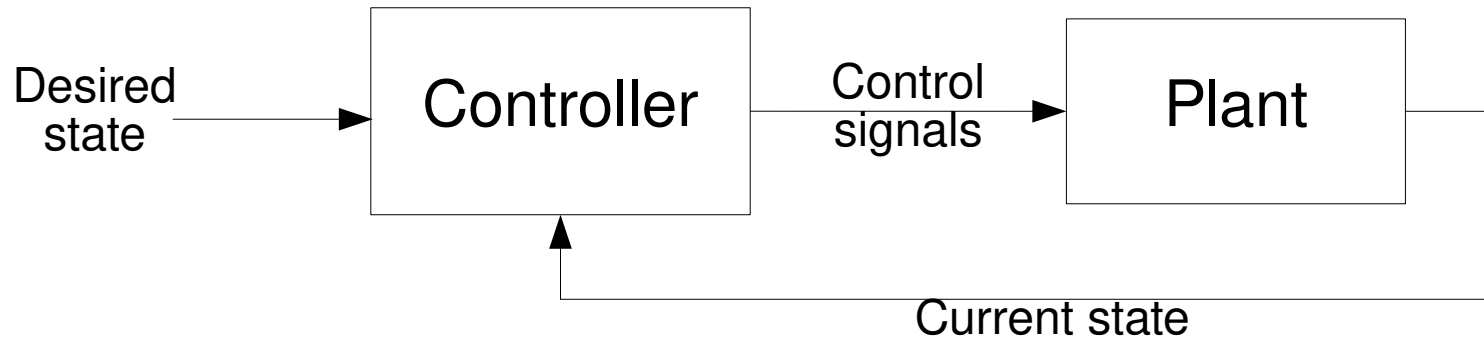 Desired
state
Controller
Control
signals
Plant
Current state